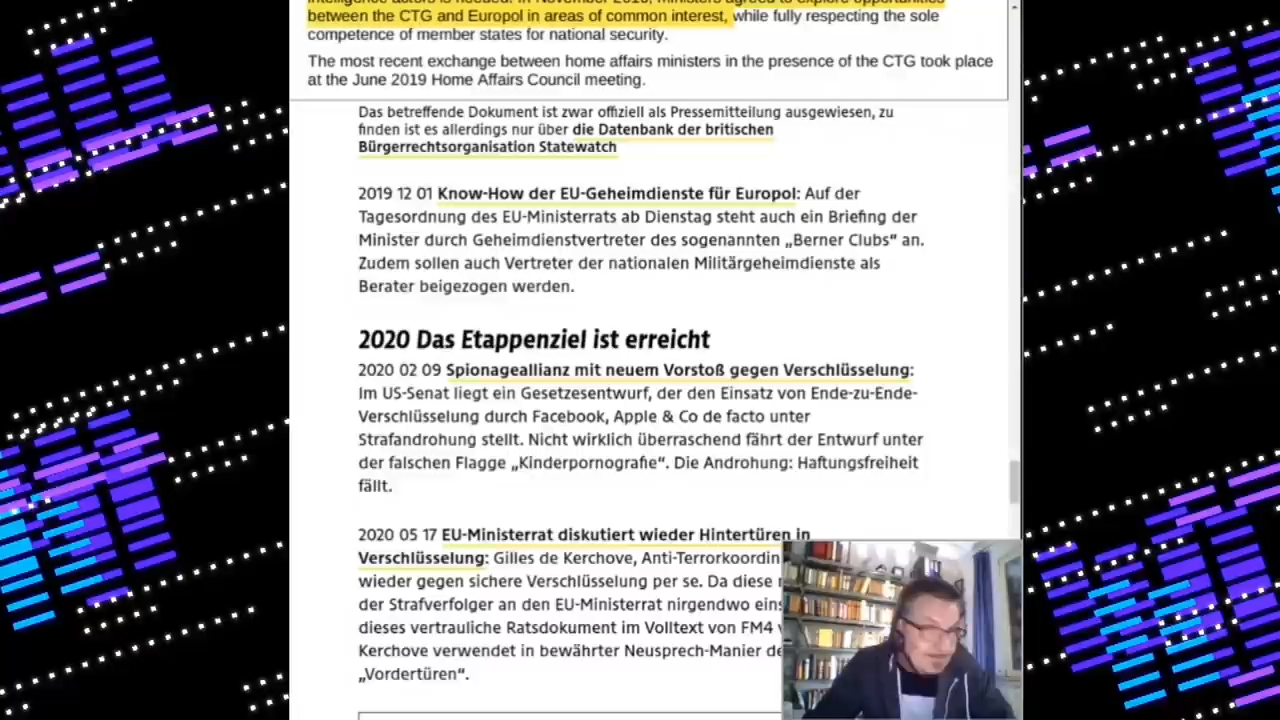 between the CTG and Europol in areas of common interest, while fully respecting the sole
competence of member states for national security.
The most recent exchange between home affairs ministers in the presence of the CTG took place
at the June 2019 Home Affairs Council meeting.
Das betreffende Dokument ist zwar offiziell als Pressemitteilung ausgewiesen, zu
finden ist es allerdings nur über die Datenbank der britischen
Bürgerrechtsorganisation Statewatch
2019 12 01 Know-How der EU-Geheimdienste für Europol: Auf der
Tagesordnung des EU-Ministerrats ab Dienstag steht auch ein Briefing der
Minister durch Geheimdienstvertreter des sogenannten „Berner Clubs“ an.
Zudem sollen auch Vertreter der nationalen Militärgeheimdienste als
Berater beigezogen werden.
2020 Das Etappenziel ist erreicht
2020 02 09 Spionageallianz mit neuem Vorstoß gegen Verschlüsselung:
Im US-Senat liegt ein Gesetzesentwurf, der den Einsatz von Ende-zu-Ende-
Verschlüsselung durch Facebook, Apple & Co de facto unter
Strafandrohung stellt. Nicht wirklich überraschend fährt der Entwurf unter
der falschen Flagge „Kinderpornografie“. Die Androhung: Haftungsfreiheit
fällt.
2020 05 17 EU-Ministerrat diskutiert wieder Hintertüren in
Verschlüsselung: Gilles de Kerchove, Anti-Terrorkoordin
wieder gegen sichere Verschlüsselung per se. Da diese
der Strafverfolger an den EU-Ministerrat nirgendwo eins
dieses vertrauliche Ratsdokument im Volltext von FM4
Kerchove verwendet in bewährter Neusprech-Manier de
„Vordertüren“.